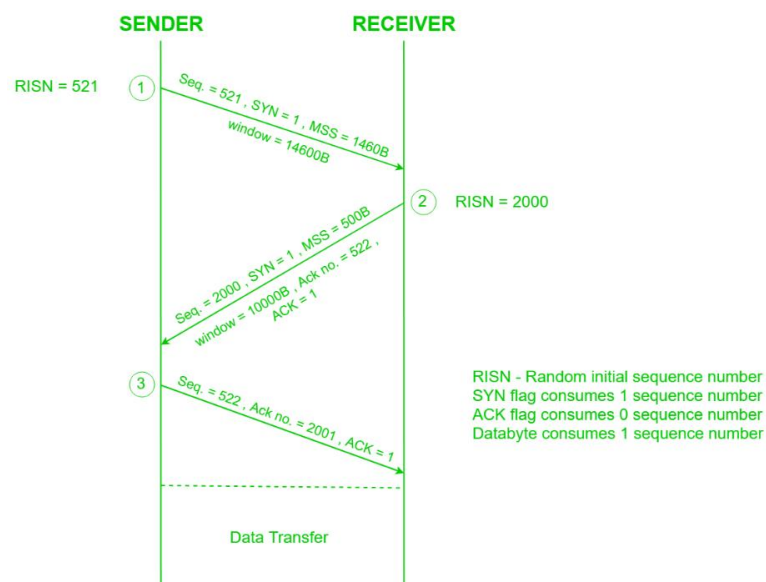 SENDER
RECEIVER
RISN = 521
1
Seq. = 521 , SYN = 1 , MSS = 1460B
window = 14600B
2
RISN = 2000
Seq. = 2000 , SYN = 1 , MSS = 500B
window = 10000B , Ack no. = 522 ,
ACK = 1
3
Seq. = 522 , Ack no. = 2001 , ACK = 1
RISN - Random initial sequence number
SYN flag consumes 1 sequence number
ACK flag consumes 0 sequence number
Databyte consumes 1 sequence number
Data Transfer